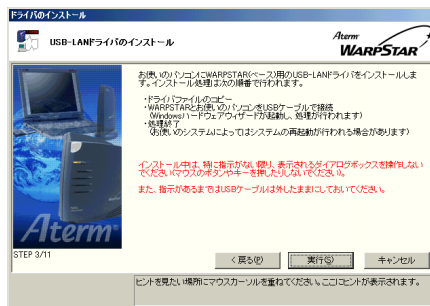 ドライバのインストール
USB-LANドライバのインストール
Aterm
WARPSTAR
お使いのパソコンにWARPSTAR(ベース)用のUSB-LANドライバをインストールしま
す。インストール処理は次の順番で行われます。
・ドライバファイルのコピー
・WARPSTARとお使いのパソコンをUSBケーブルで接続
(Windowsハードウェアウィザードが起動し、処理が行われます)
・処理終了
(お使いのシステムによってはシステムの再起動が行われる場合があります)
インストール中は、特に指示がない限り、表示されるダイアログボックスを操作しない
でください(マウスのボタンやキーを押したりしないでください)。
また、指示があるまではUSBケーブルは外したままにしておいてください。
Aterm
STEP 3/11
< 戻る(P)
実行(S)
キャンセル
ヒントを見たい場所にマウスカーソルを重ねてください。ここにヒントが表示されます。